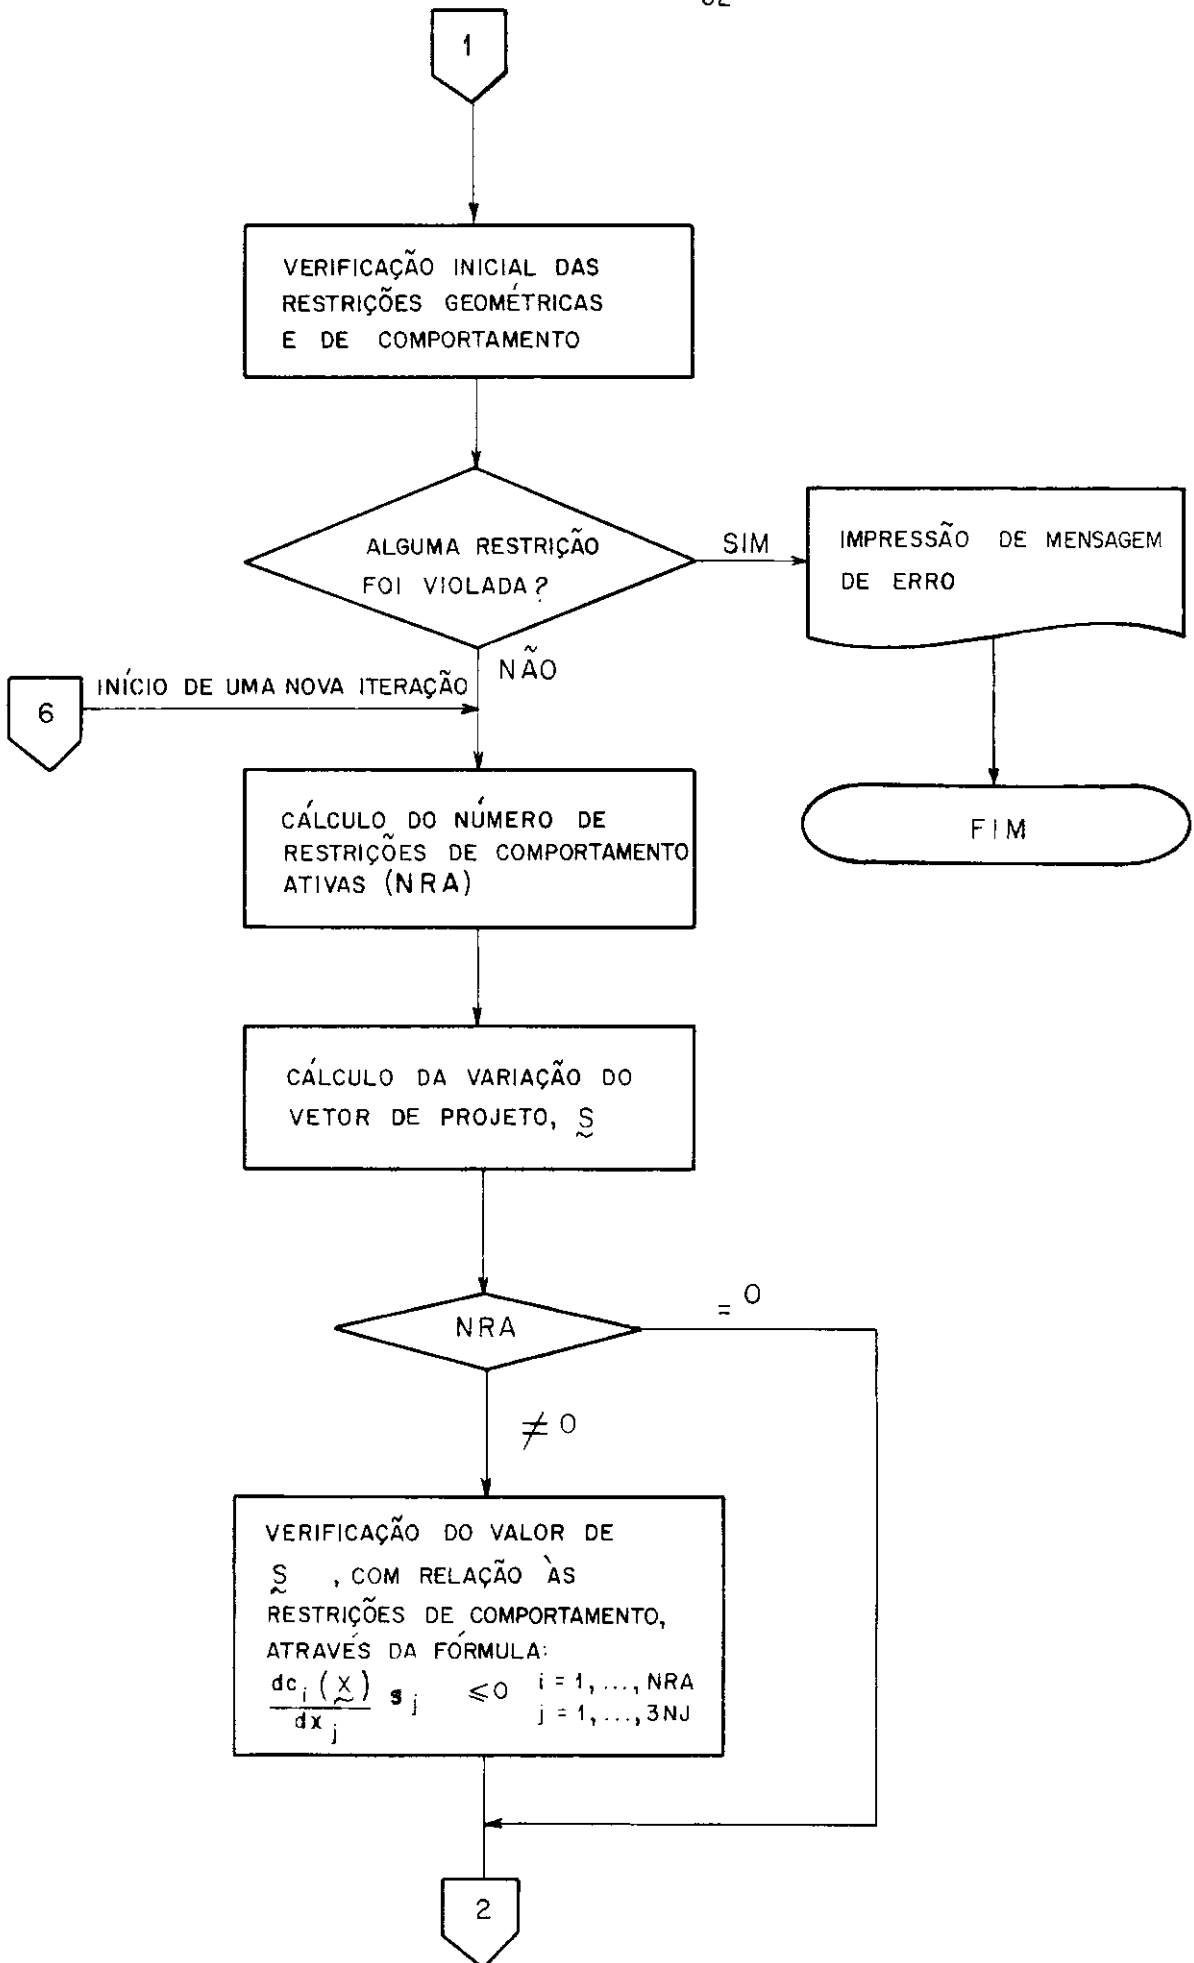 1
VERIFICAÇÃO INICIAL DAS
RESTRIÇÕES GEOMÉTRICAS
E DE COMPORTAMENTO
ALGUMA RESTRIÇÃO
FOI VIOLADA?
SIM
IMPRESSÃO DE MENSAGEM
DE ERRO
NÃO
6
INÍCIO DE UMA NOVA ITERAÇÃO
FIM
CÁLCULO DO NÚMERO DE
RESTRIÇÕES DE COMPORTAMENTO
ATIVAS (NRA)
CÁLCULO DA VARIAÇÃO DO
VETOR DE PROJETO, S̰
NRA
= 0
≠ 0
VERIFICAÇÃO DO VALOR DE
S̰ , COM RELAÇÃO ÀS
RESTRIÇÕES DE COMPORTAMENTO,
ATRAVÉS DA FÓRMULA:
dc_i (x̰) / dx_j s_j ≤ 0 i = 1, ..., NRA
j = 1, ..., 3NJ
2